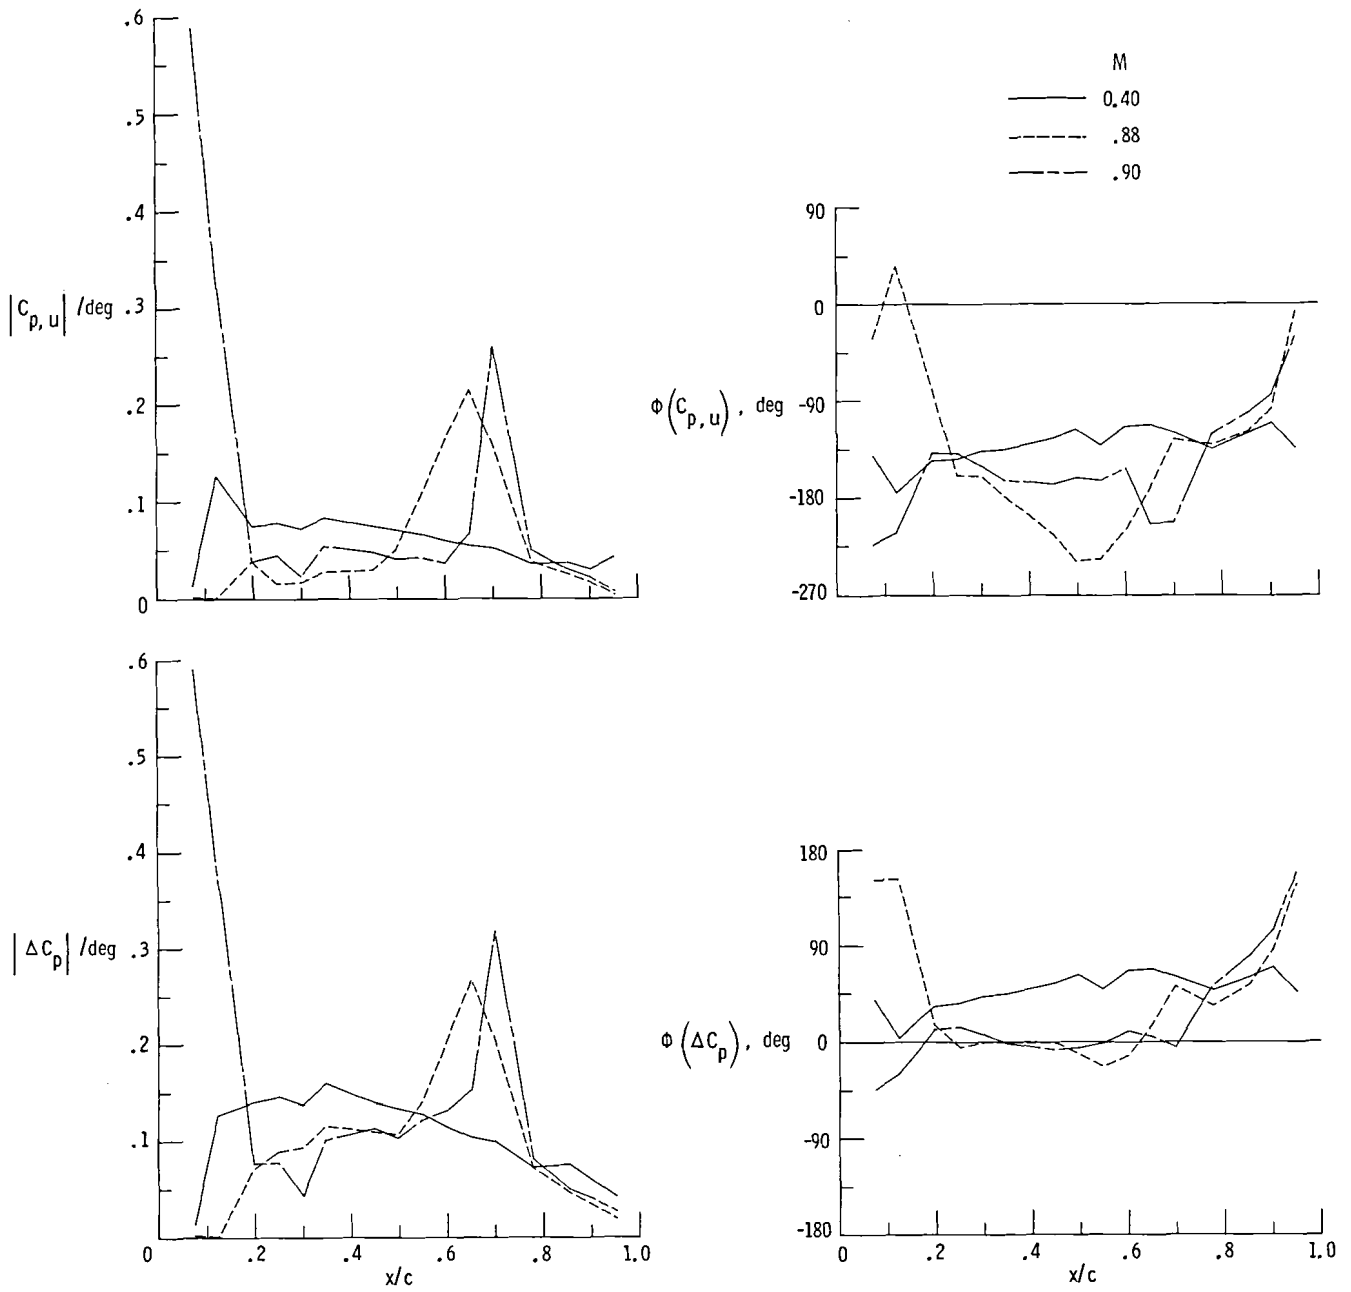 .6
.5
.4
|C_p,u| /deg .3
.2
.1
0
M
0.40
.88
.90
90
0
Φ(C_p,u), deg -90
-180
-270
.6
.5
.4
|ΔC_p| /deg .3
.2
.1
0 .2 .4 .6 .8 1.0
x/c
180
90
Φ(ΔC_p), deg 0
-90
-180
0 .2 .4 .6 .8 1.0
x/c